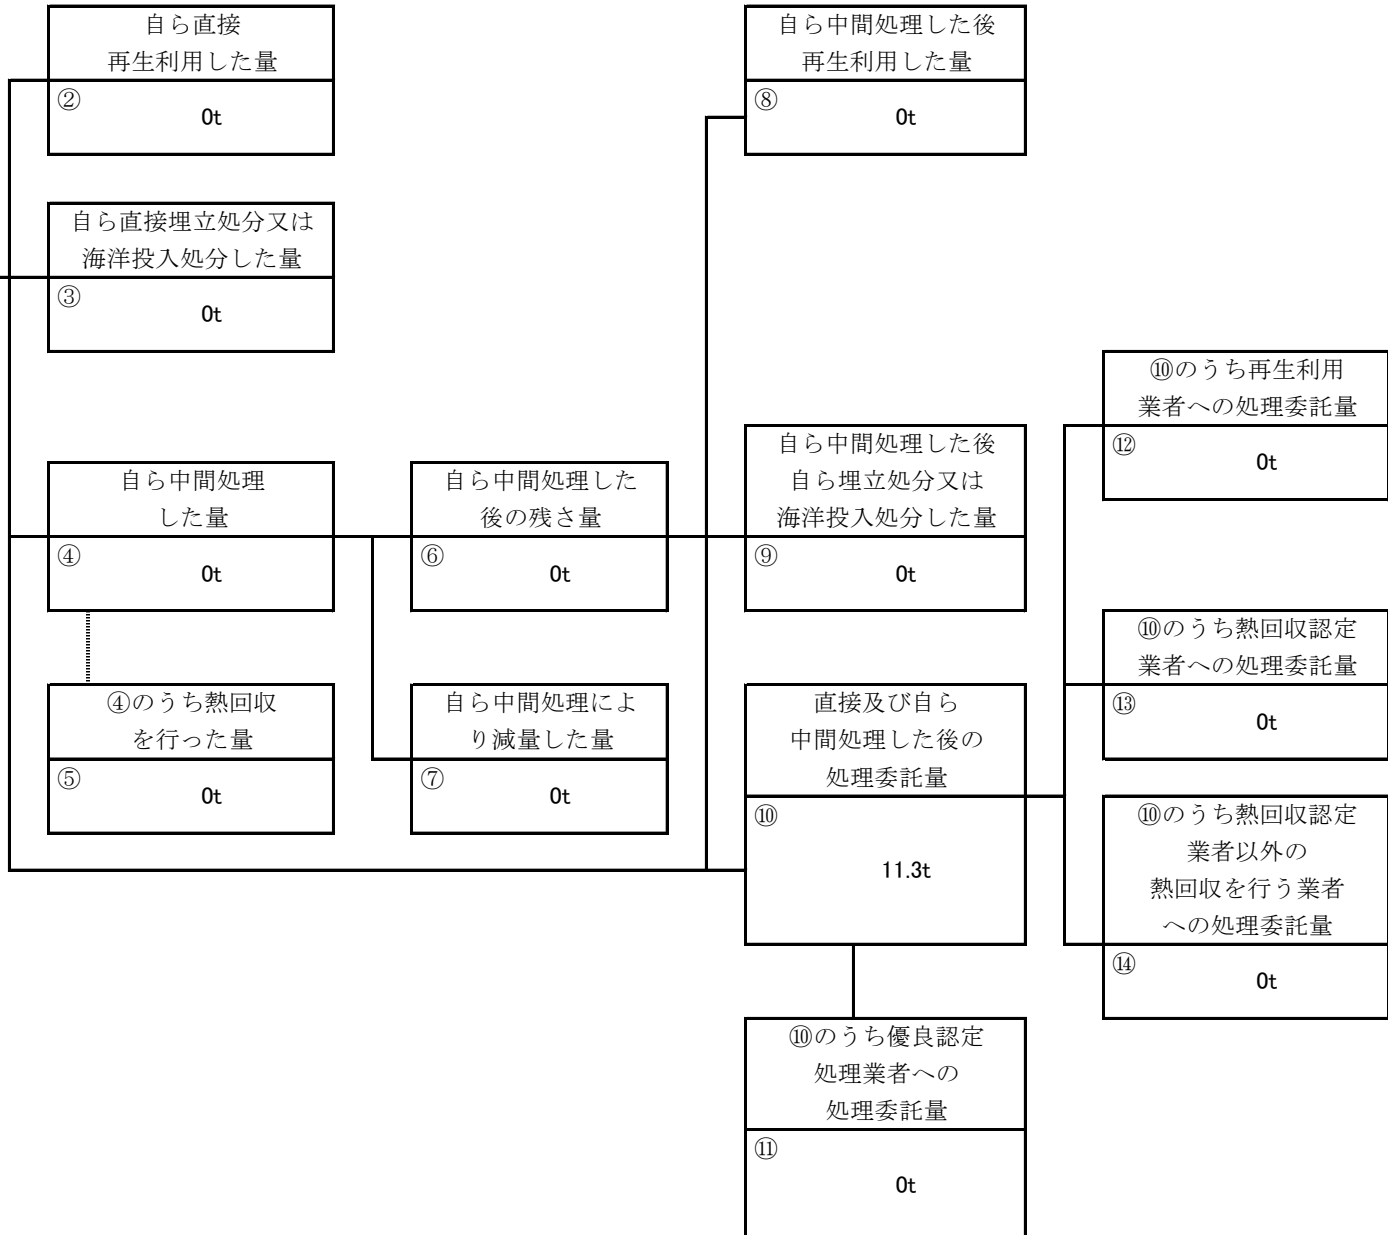 自ら直接
再生利用した量
②
0t
自ら中間処理した後
再生利用した量
⑧
0t
自ら直接埋立処分又は
海洋投入処分した量
③
0t
⑩のうち再生利用
業者への処理委託量
⑫
0t
自ら中間処理
した量
④
0t
自ら中間処理した
後の残さ量
⑥
0t
自ら中間処理した後
自ら埋立処分又は
海洋投入処分した量
⑨
0t
⑩のうち熱回収認定
業者への処理委託量
⑬
0t
④のうち熱回収
を行った量
⑤
0t
自ら中間処理によ
り減量した量
⑦
0t
直接及び自ら
中間処理した後の
処理委託量
⑩
11.3t
⑩のうち熱回収認定
業者以外の
熱回収を行う業者
への処理委託量
⑭
0t
⑩のうち優良認定
処理業者への
処理委託量
⑪
0t